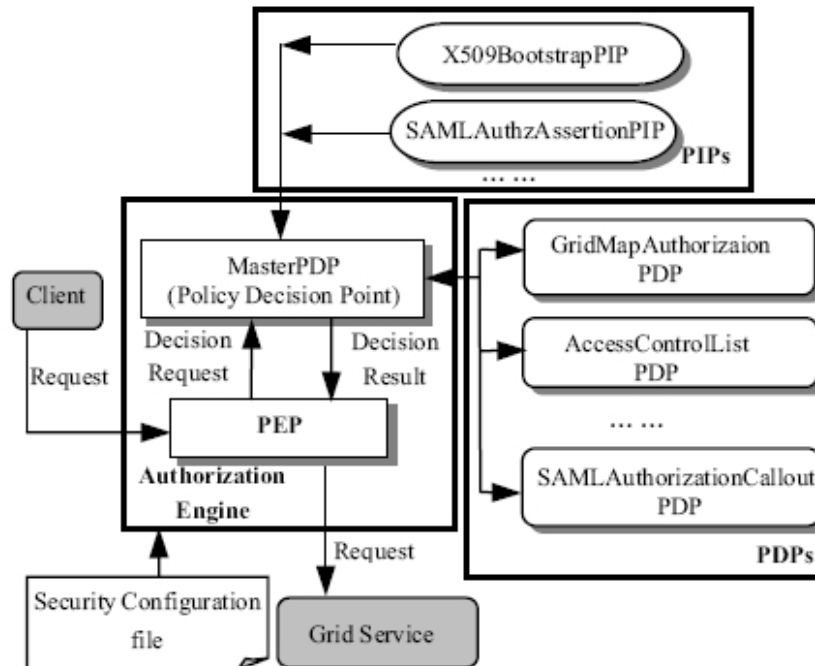 X509BootstrapPIP
SAMLAuthzAssertionPIP
PIPs
... ...
MasterPDP
(Policy Decision Point)
GridMapAuthorizaion
PDP
Client
Decision
Request
Decision
Result
AccessControlList
PDP
Request
PEP
... ...
Authorization
Engine
SAMLAuthorizationCallout
PDP
Request
PDPs
Security Configuration
file
Grid Service